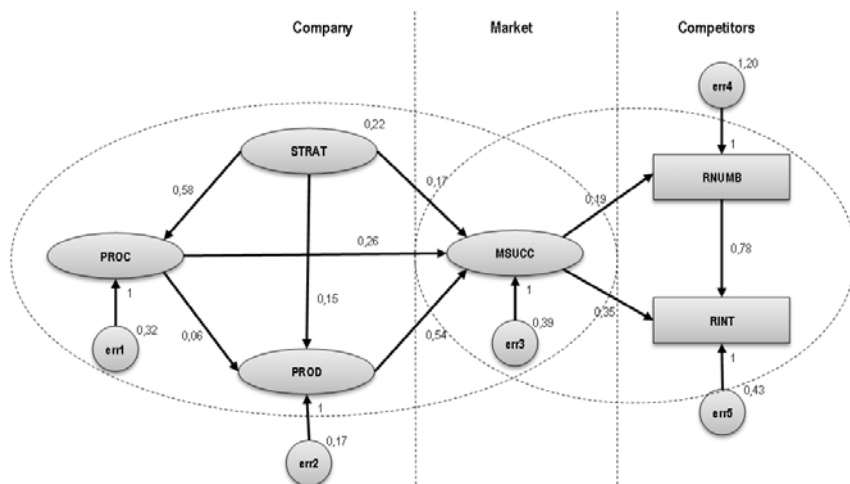 Company
Market
Competitors
1,20
err4
0,22
1
STRAT
RNUMB
0,17
0,58
0,49
0,26
0,78
PROC
MSUCC
1
1
0,15
0,35
RINT
0,32
0,06
0,39
err1
0,54
err3
1
PROD
0,43
1
err5
0,17
err2